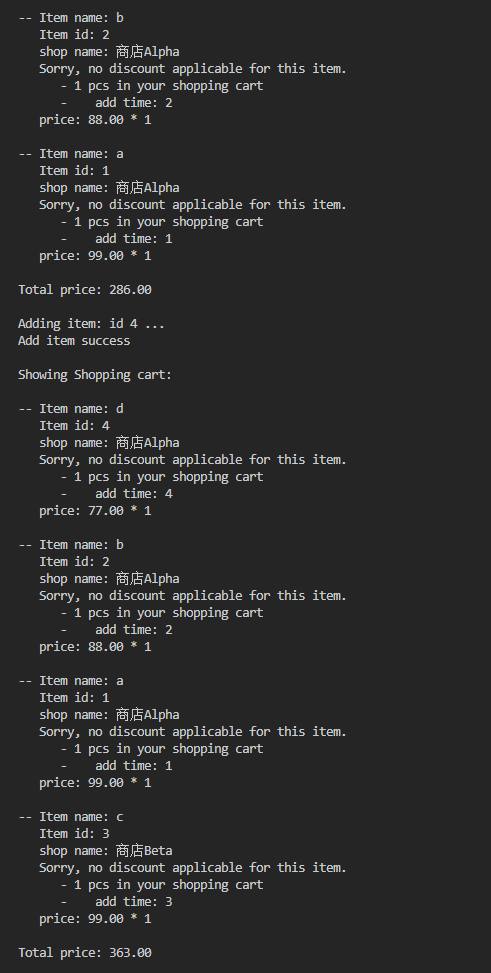 -- Item name: b
Item id: 2
shop name: 商店Alpha
Sorry, no discount applicable for this item.
- 1 pcs in your shopping cart
- add time: 2
price: 88.00 * 1
-- Item name: a
Item id: 1
shop name: 商店Alpha
Sorry, no discount applicable for this item.
- 1 pcs in your shopping cart
- add time: 1
price: 99.00 * 1
Total price: 286.00
Adding item: id 4 ...
Add item success
Showing Shopping cart:
-- Item name: d
Item id: 4
shop name: 商店Alpha
Sorry, no discount applicable for this item.
- 1 pcs in your shopping cart
- add time: 4
price: 77.00 * 1
-- Item name: b
Item id: 2
shop name: 商店Alpha
Sorry, no discount applicable for this item.
- 1 pcs in your shopping cart
- add time: 2
price: 88.00 * 1
-- Item name: a
Item id: 1
shop name: 商店Alpha
Sorry, no discount applicable for this item.
- 1 pcs in your shopping cart
- add time: 1
price: 99.00 * 1
-- Item name: c
Item id: 3
shop name: 商店Beta
Sorry, no discount applicable for this item.
- 1 pcs in your shopping cart
- add time: 3
price: 99.00 * 1
Total price: 363.00